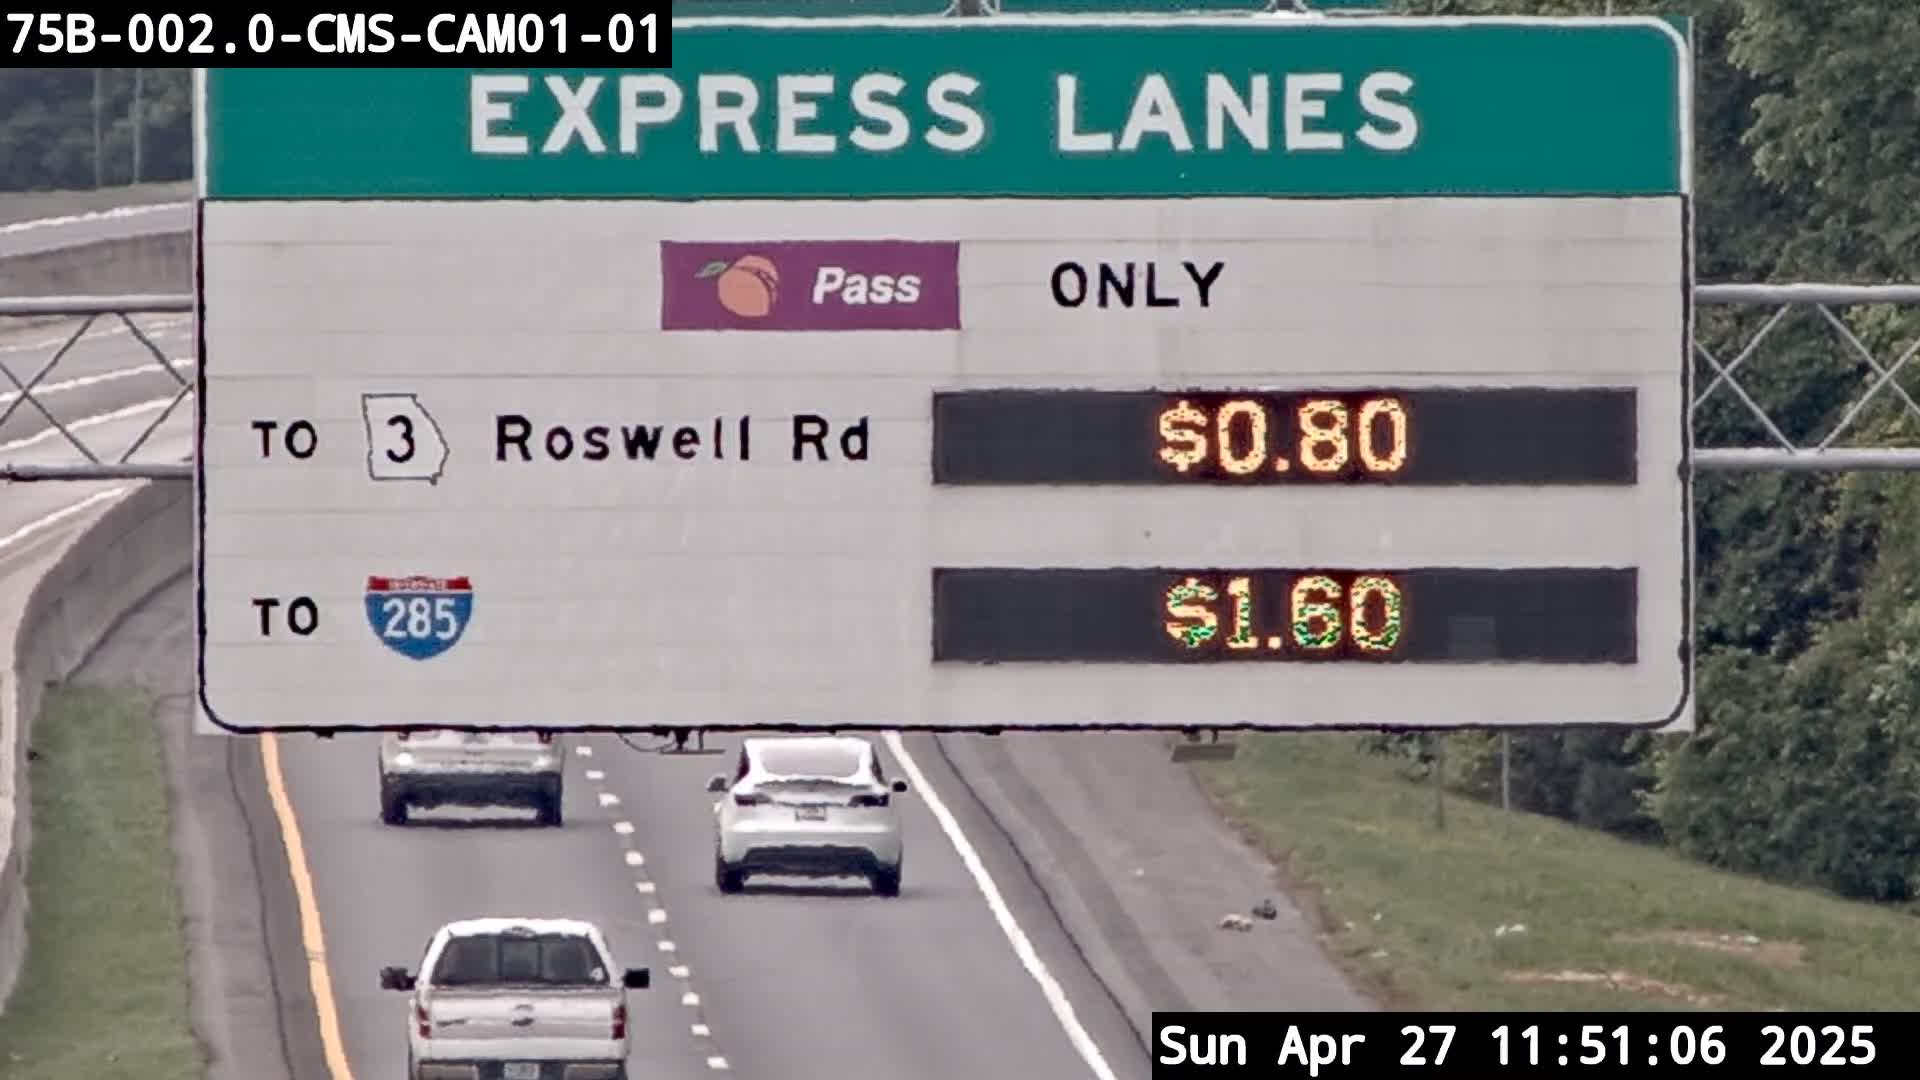 75B-002.0-CMS-CAM01-01
EXPRESS LANES
Pass ONLY
TO 3 Roswell Rd $0.80
TO INTERSTATE 285 $1.60
Sun Apr 27 11:51:06 2025